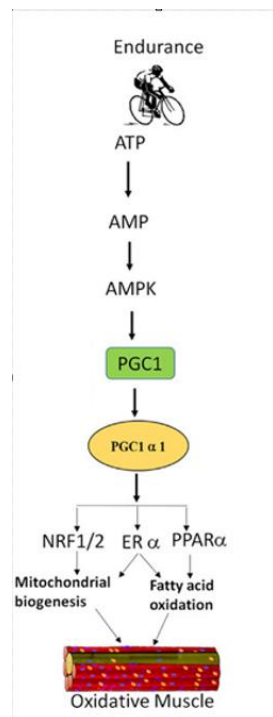 Endurance
ATP
AMP
AMPK
PGC1
PGC1 α 1
NRF1/2 ER α PPARα
Mitochondrial biogenesis
Fatty acid oxidation
Oxidative Muscle